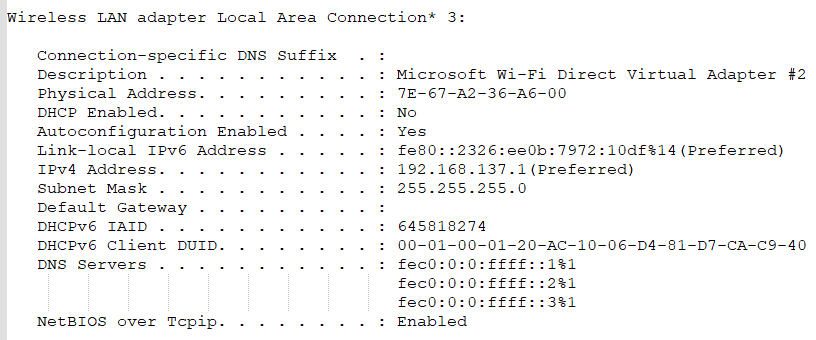 Wireless LAN adapter Local Area Connection* 3:
Connection-specific DNS Suffix  . :
Description . . . . . . . . . . . : Microsoft Wi-Fi Direct Virtual Adapter #2
Physical Address. . . . . . . . . : 7E-67-A2-36-A6-00
DHCP Enabled. . . . . . . . . . . : No
Autoconfiguration Enabled . . . . : Yes
Link-local IPv6 Address . . . . . : fe80::2326:ee0b:7972:10df%14(Preferred)
IPv4 Address. . . . . . . . . . . : 192.168.137.1(Preferred)
Subnet Mask . . . . . . . . . . . : 255.255.255.0
Default Gateway . . . . . . . . . :
DHCPv6 IAID . . . . . . . . . . . : 645818274
DHCPv6 Client DUID. . . . . . . . : 00-01-00-01-20-AC-10-06-D4-81-D7-CA-C9-40
DNS Servers . . . . . . . . . . . : fec0:0:0:ffff::1%1
fec0:0:0:ffff::2%1
fec0:0:0:ffff::3%1
NetBIOS over Tcpip. . . . . . . . : Enabled